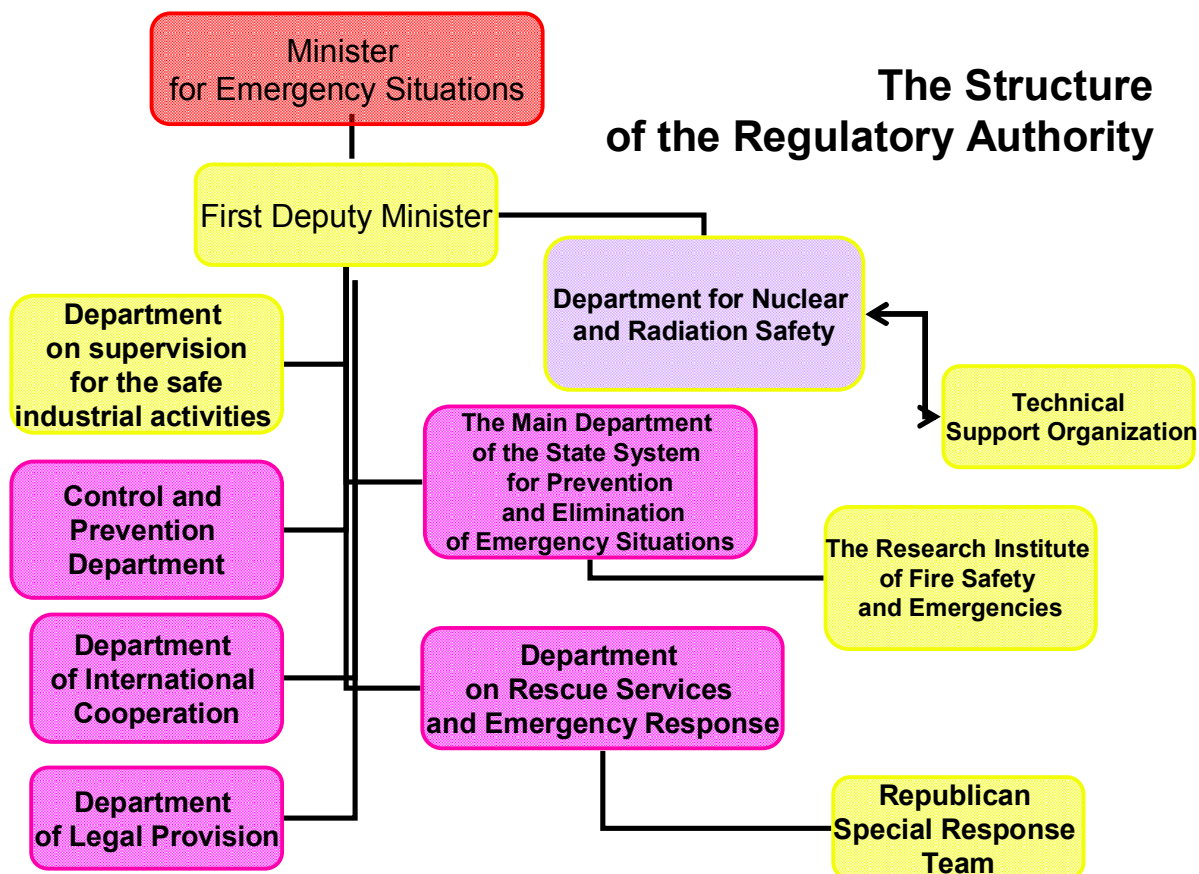 Minister
for Emergency Situations
The Structure
of the Regulatory Authority
First Deputy Minister
Department for Nuclear
and Radiation Safety
Department
on supervision
for the safe
industrial activities
Technical
Support Organization
The Main Department
of the State System
for Prevention
and Elimination
of Emergency Situations
Control and
Prevention
Department
The Research Institute
of Fire Safety
and Emergencies
Department
of International
Cooperation
Department
on Rescue Services
and Emergency Response
Department
of Legal Provision
Republican
Special Response
Team